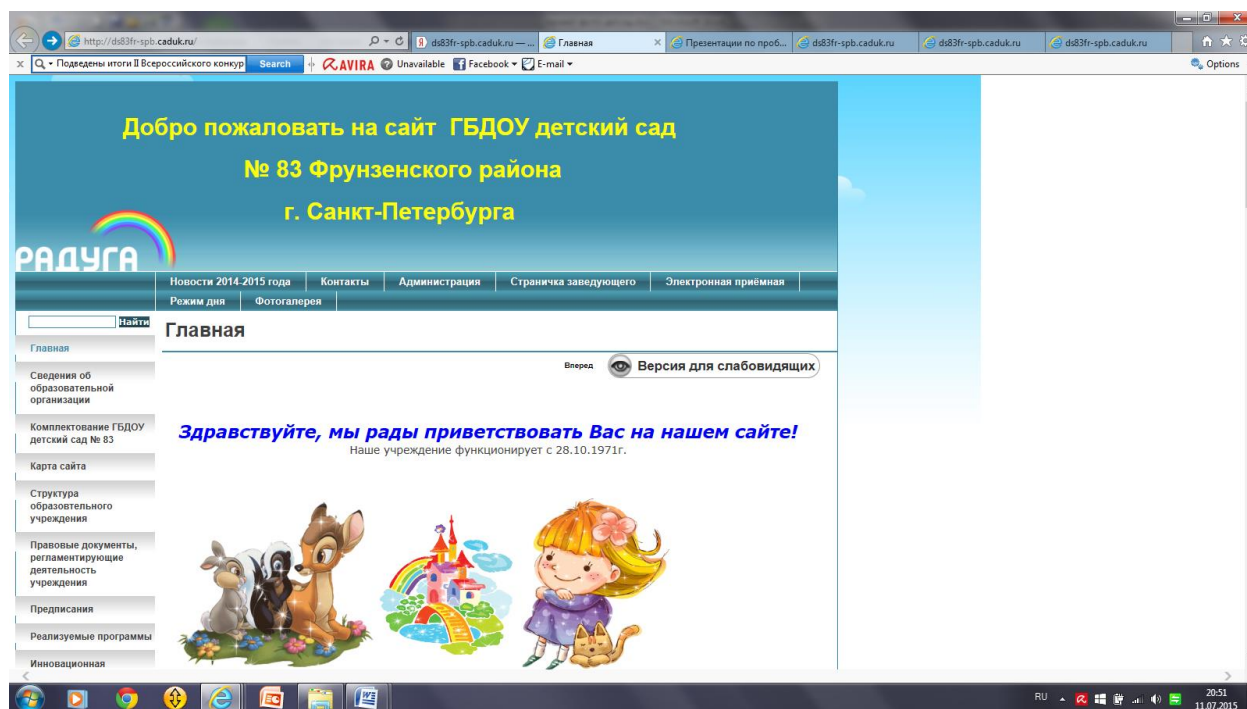 http://ds83fr-spb.caduk.ru/
ds83fr-spb.caduk.ru — ...
Главная
Презентации по проб...
ds83fr-spb.caduk.ru
ds83fr-spb.caduk.ru
ds83fr-spb.caduk.ru
Подведены итоги II Всероссийского конкур
Search
AVIRA
Unavailable
Facebook
E-mail
Options
Добро пожаловать на сайт ГБДОУ детский сад
№ 83 Фрунзенского района
г. Санкт-Петербурга
РАДУГА
Новости 2014-2015 года
Контакты
Администрация
Страничка заведующего
Электронная приёмная
Режим дня
Фотогалерея
Найти
Главная
Сведения об
образовательной
организации
Комплектование ГБДОУ
детский сад № 83
Карта сайта
Структура
образовтельного
учреждения
Правовые документы,
регламентирующие
деятельность
учреждения
Предписания
Реализуемые программы
Инновационная
Главная
Вперед
Версия для слабовидящих
Здравствуйте, мы рады приветствовать Вас на нашем сайте!
Наше учреждение функционирует с 28.10.1971г.
RU
20:51
11.07.2015